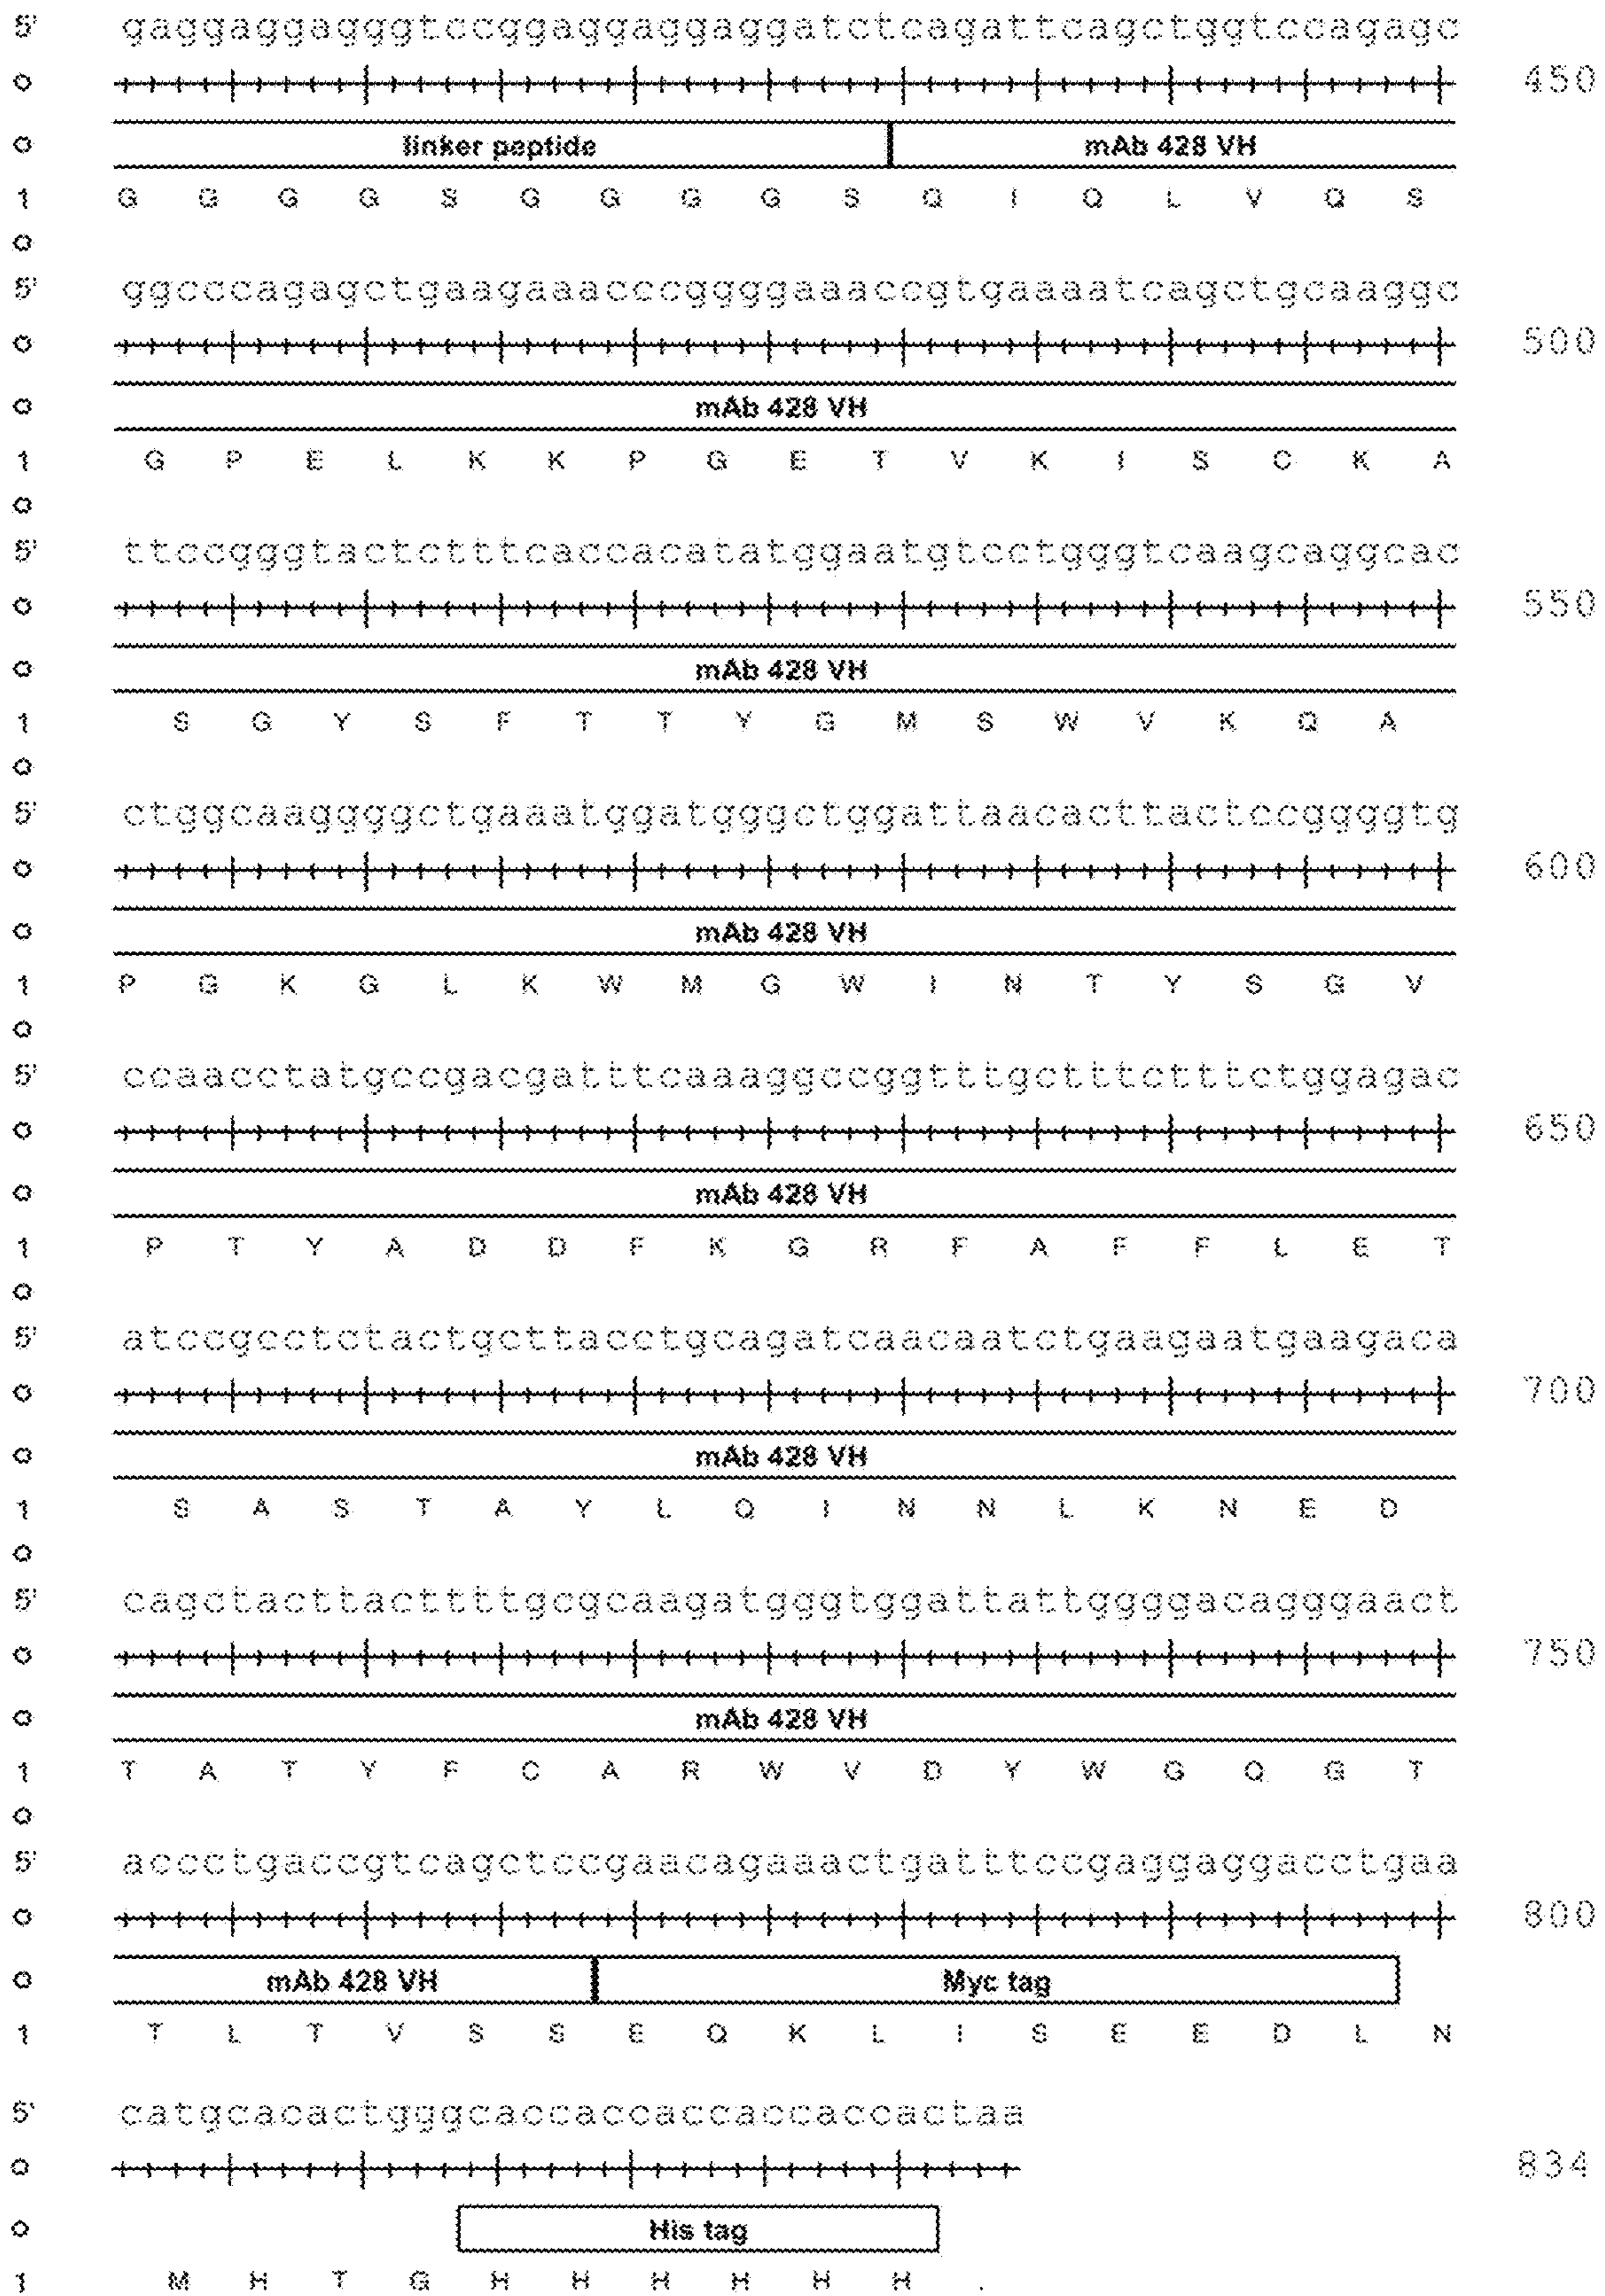 5' gaggaggagggtccggaggaggaggatctcagattcagctggtccagagc
450
linker peptide mAb 428 VH
1 G G G G S G G G G S Q I Q L V Q S
5' ggcccagagctgaagaaacccggggaaaccgtgaaaatcagctgcaaggc
500
mAb 428 VH
1 G P E L K K P G E T V K I S C K A
5' ttccgggtactctttcaccacatatggaatgtcctgggtcaagcaggcac
550
mAb 428 VH
1 S G Y S F T T Y G M S W V K Q A
5' ctggcaaggggctgaaatggatgggctggattaacacttactccggggtg
600
mAb 428 VH
1 P G K G L K W M G W I N T Y S G V
5' ccaacctatgccgacgatttcaaaggccggtttgctttctttctggagac
650
mAb 428 VH
1 P T Y A D D F K G R F A F F L E T
5' atccgcctctactgcttacctgcagatcaacaatctgaagaatgaagaca
700
mAb 428 VH
1 S A S T A Y L Q I N N L K N E D
5' cagctacttacttttgcgcaagatgggtggattattggggacagggaact
750
mAb 428 VH
1 T A T Y F C A R W V D Y W G Q G T
5' accctgaccgtcagctccgaacagaaactgatttccgaggaggacctgaa
800
mAb 428 VH Myc tag
1 T L T V S S E Q K L I S E E D L N
5' catgcacactgggcaccaccaccaccaccactaa
834
His tag
1 M H T G H H H H H H .